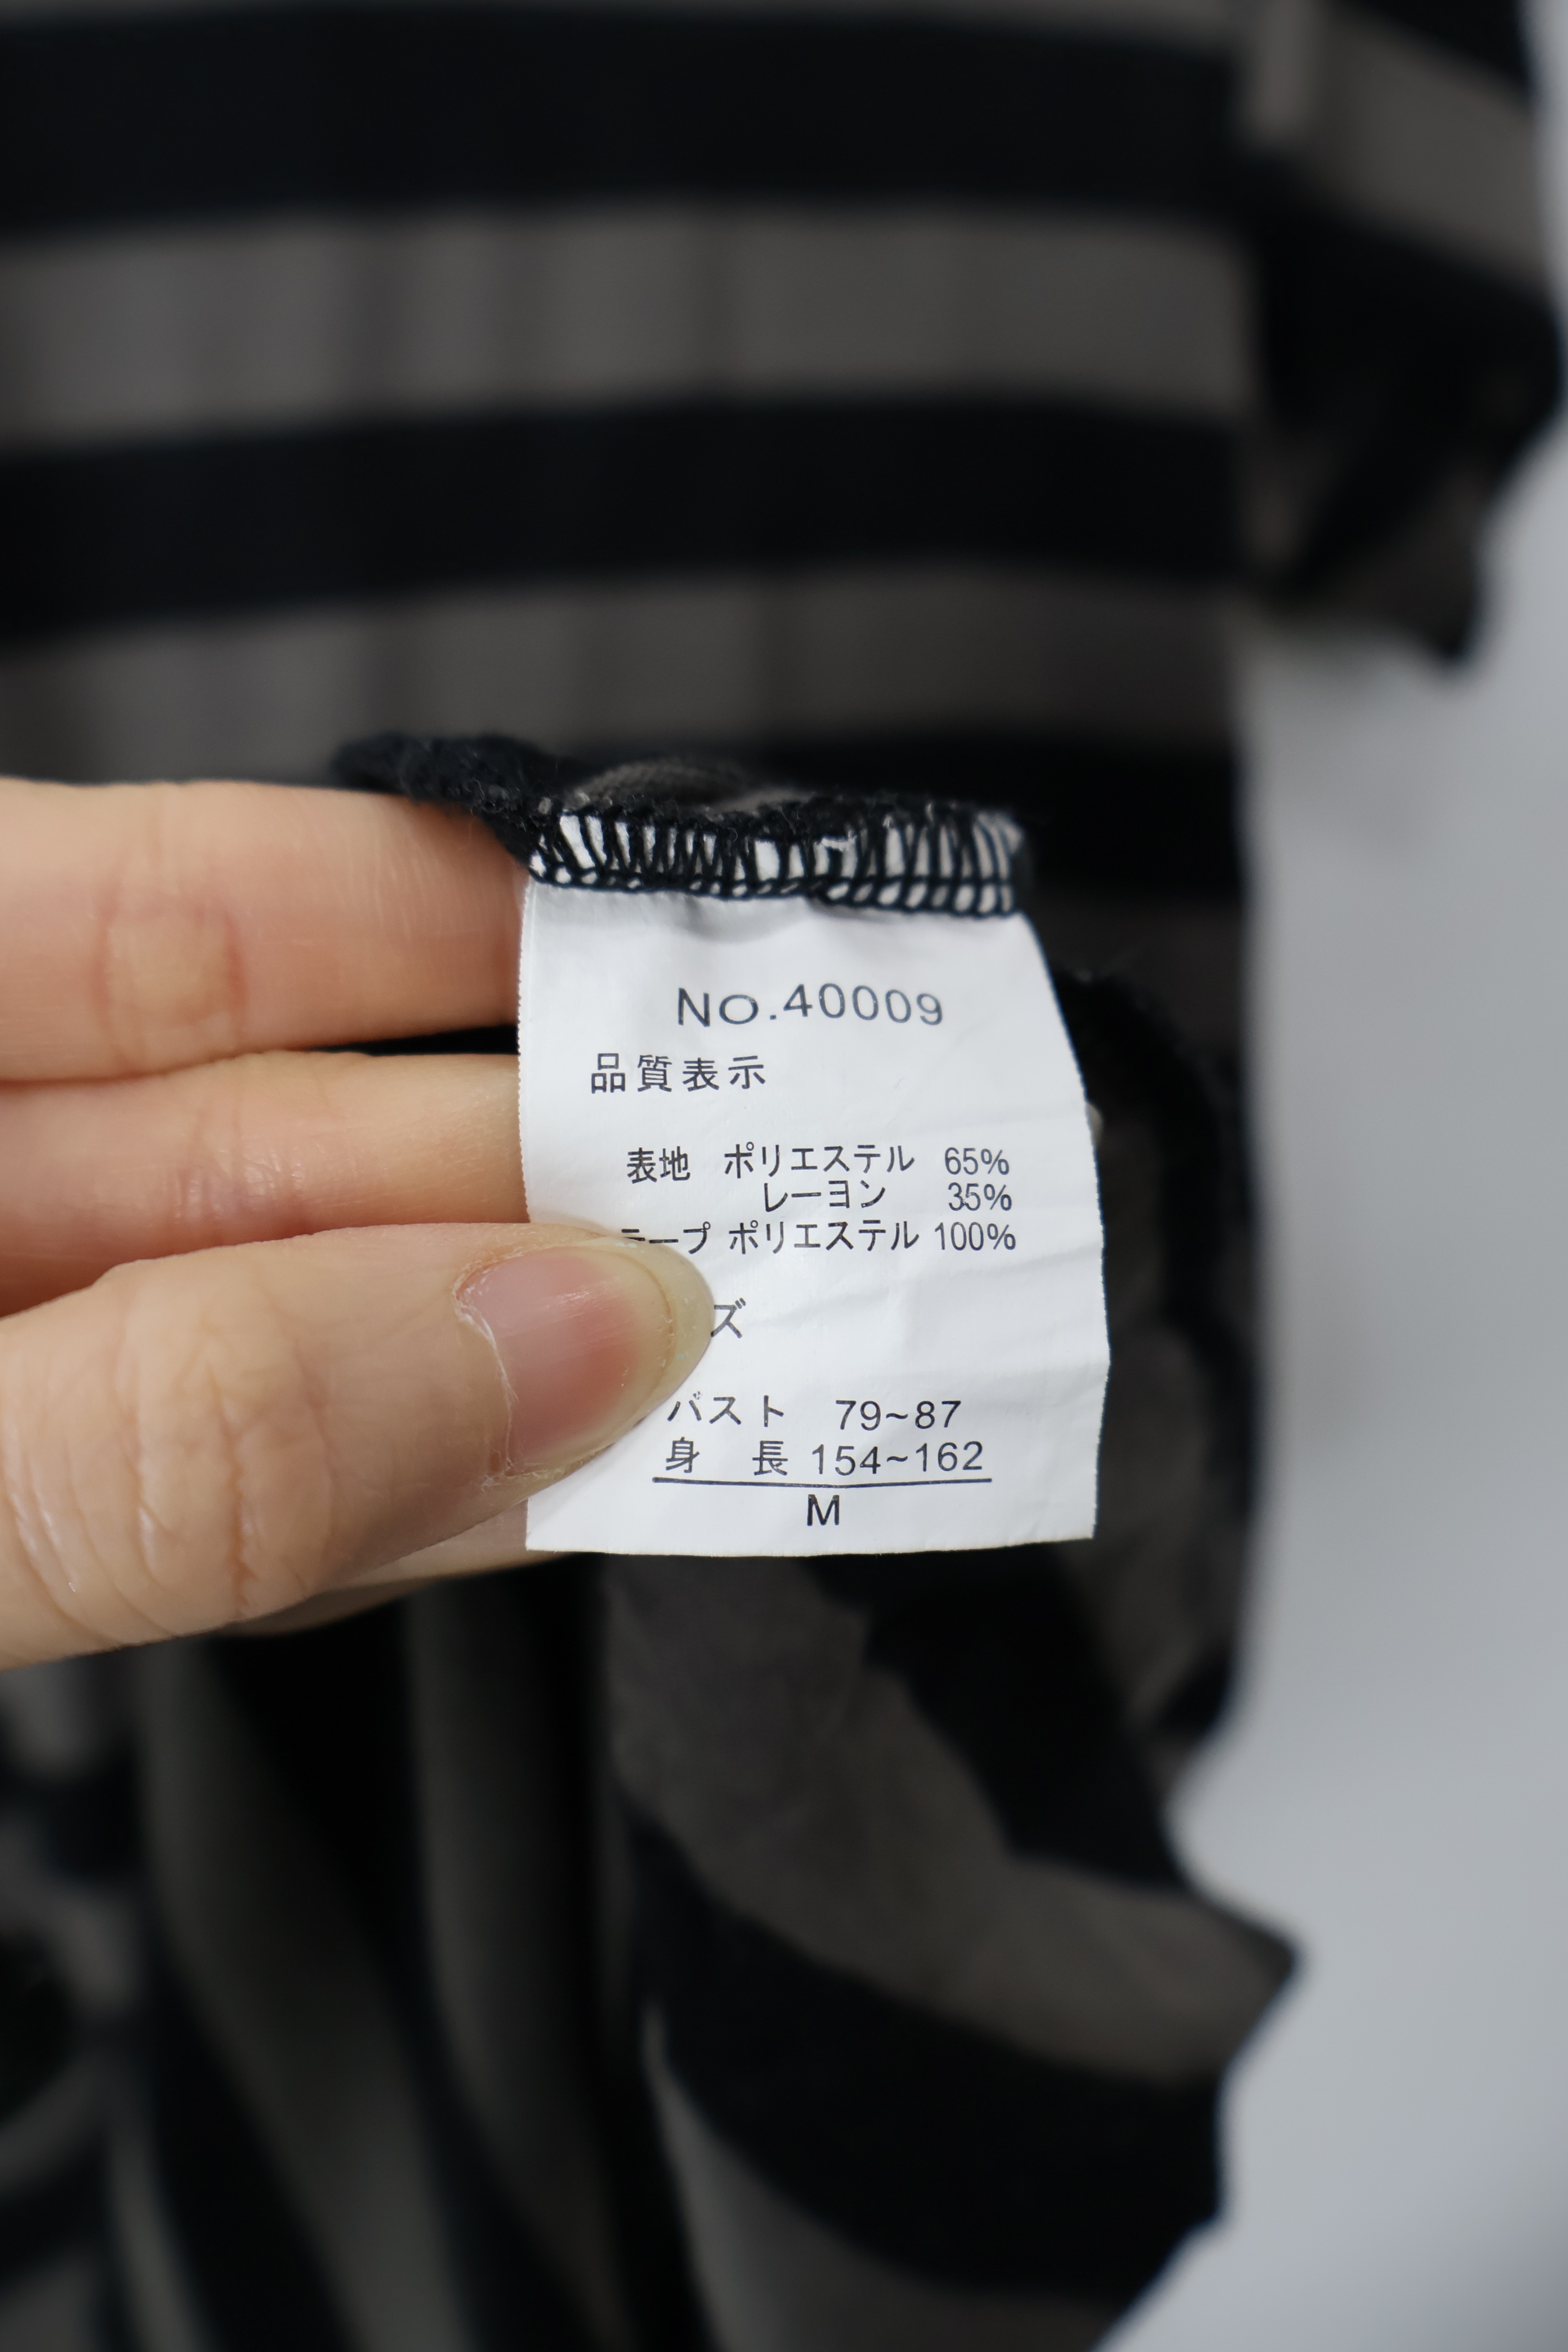 NO.40009
品質表示
表地 ポリエステル 65%
レーヨン 35%
テープ ポリエステル 100%
ズ
バスト 79~87
身長 154~162
M